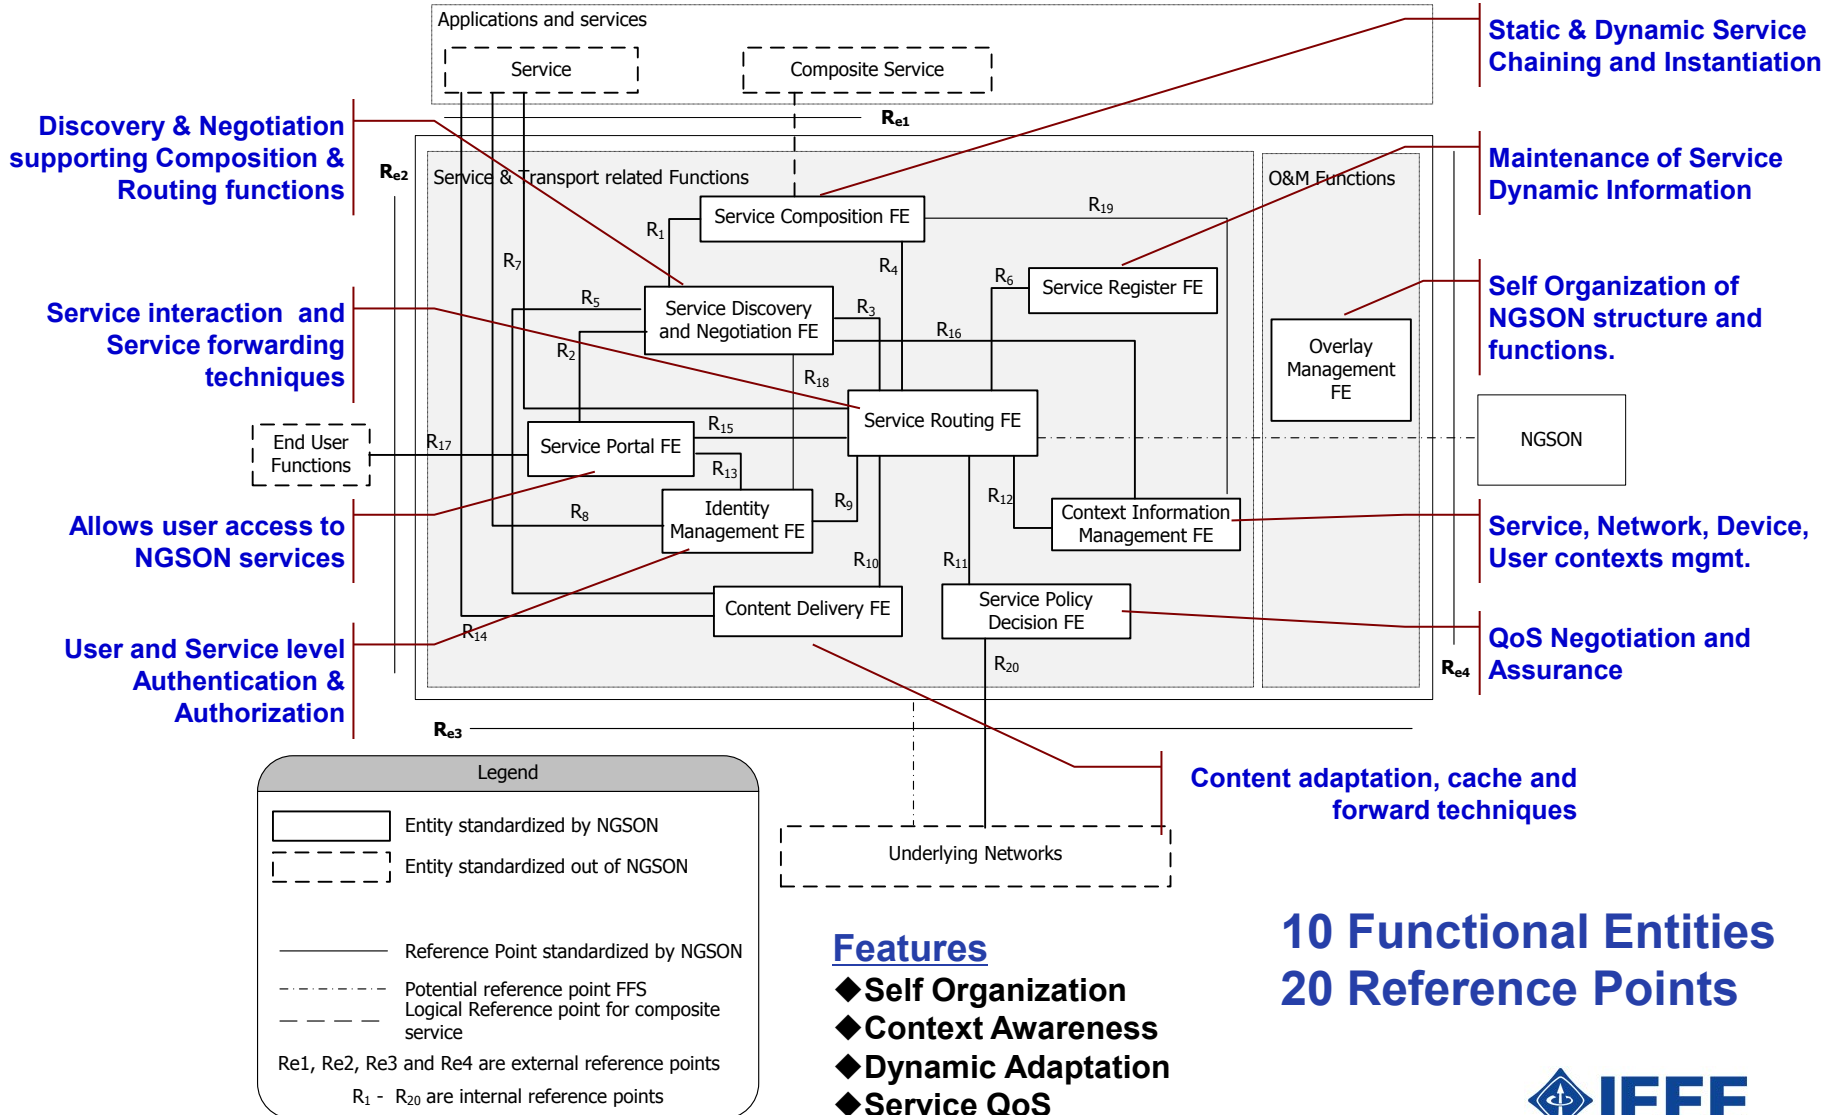 Applications and services
Service
Composite Service
Static & Dynamic Service
Chaining and Instantiation
Re1
Discovery & Negotiation
supporting Composition &
Routing functions
Re2
Service & Transport related Functions
O&M Functions
Maintenance of Service
Dynamic Information
Service Composition FE
R19
R1
R7
R4
R6
Service Register FE
R5
Service Discovery
and Negotiation FE
R3
R16
R2
R18
Service interaction and
Service forwarding
techniques
Self Organization of
NGSON structure and
functions.
Overlay
Management
FE
Service Routing FE
NGSON
End User
Functions
R17
Service Portal FE
R15
R13
R9
R12
Identity
Management FE
R8
Context Information
Management FE
Allows user access to
NGSON services
Service, Network, Device,
User contexts mgmt.
R10
R11
Content Delivery FE
Service Policy
Decision FE
R14
User and Service level
Authentication &
Authorization
R20
Re4
QoS Negotiation and
Assurance
Re3
Content adaptation, cache and
forward techniques
Underlying Networks
Legend
Entity standardized by NGSON
Entity standardized out of NGSON
Reference Point standardized by NGSON
Potential reference point FFS
Logical Reference point for composite
service
Re1, Re2, Re3 and Re4 are external reference points
R1 - R20 are internal reference points
Features
◆Self Organization
◆Context Awareness
◆Dynamic Adaptation
◆Service QoS
10 Functional Entities
20 Reference Points
IEEE